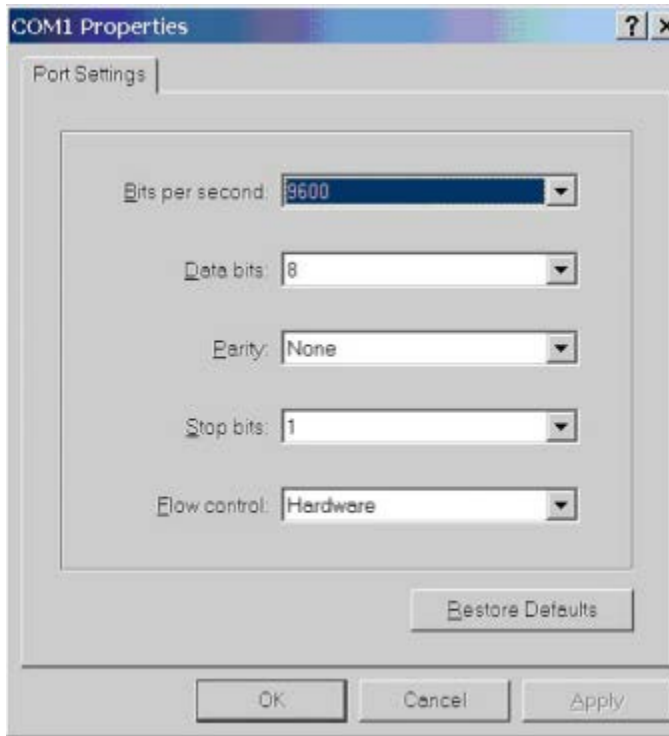 COM1 Properties
Port Settings
Bits per second: 9600
Data bits: 8
Parity: None
Stop bits: 1
Flow control: Hardware
Restore Defaults
OK Cancel Apply